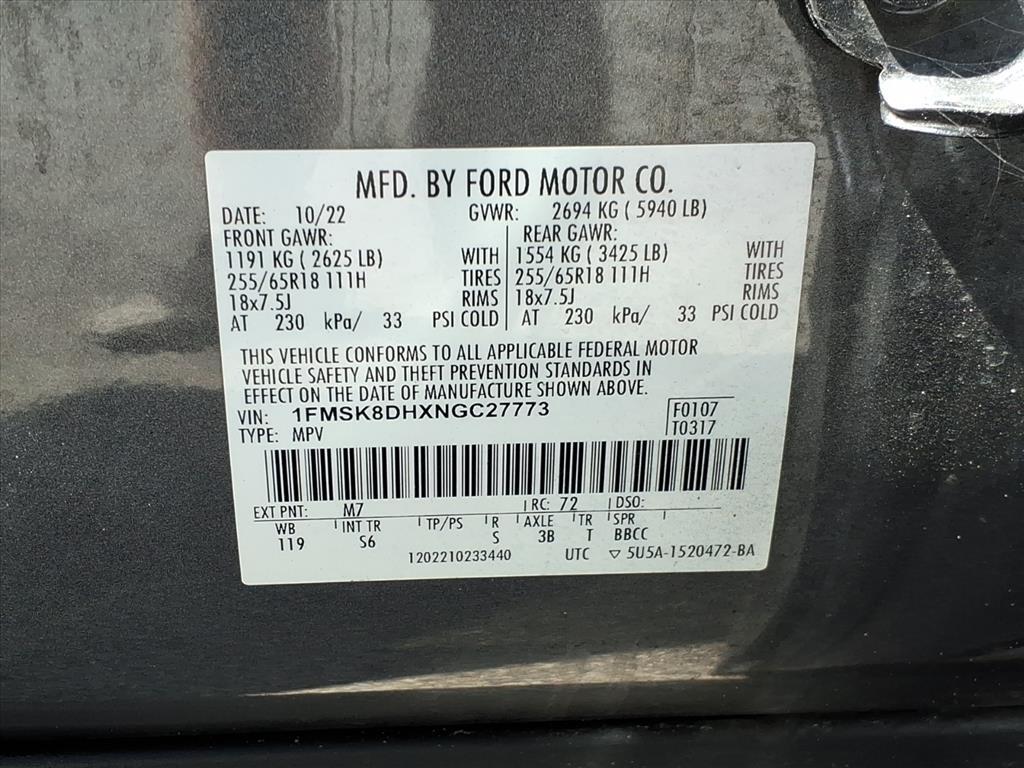 MFD. BY FORD MOTOR CO.
DATE: 10/22 GVWR: 2694 KG ( 5940 LB)
FRONT GAWR: REAR GAWR:
1191 KG ( 2625 LB) WITH 1554 KG ( 3425 LB) WITH
255/65R18 111H TIRES 255/65R18 111H TIRES
18x7.5J RIMS 18x7.5J RIMS
AT 230 kPa/ 33 PSI COLD AT 230 kPa/ 33 PSI COLD
THIS VEHICLE CONFORMS TO ALL APPLICABLE FEDERAL MOTOR
VEHICLE SAFETY AND THEFT PREVENTION STANDARDS IN
EFFECT ON THE DATE OF MANUFACTURE SHOWN ABOVE.
VIN: 1FMSK8DHXNGC27773 F0107
TYPE: MPV T0317
EXT PNT: M7 RC: 72 DSO:
WB INT TR TP/PS R AXLE TR SPR
119 S6 S 3B T BBCC
1202210233440 UTC ▽ 5U5A-1520472-BA